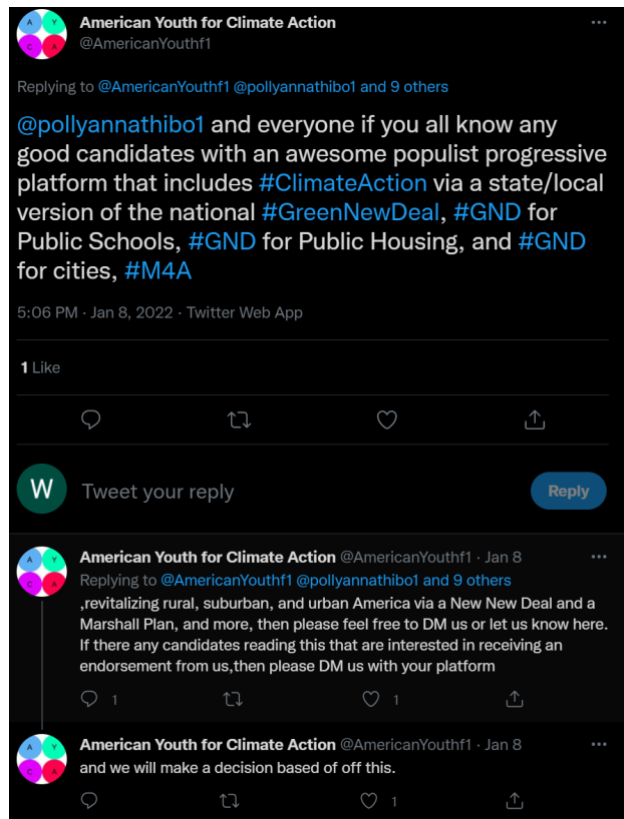 American Youth for Climate Action
@AmericanYouthf1
Replying to @AmericanYouthf1 @pollyannathibo1 and 9 others
@pollyannathibo1 and everyone if you all know any
good candidates with an awesome populist progressive
platform that includes #ClimateAction via a state/local
version of the national #GreenNewDeal, #GND for
Public Schools, #GND for Public Housing, and #GND
for cities, #M4A
5:06 PM · Jan 8, 2022 · Twitter Web App
1 Like
W Tweet your reply Reply
A Y C A
American Youth for Climate Action @AmericanYouthf1 · Jan 8
Replying to @AmericanYouthf1 @pollyannathibo1 and 9 others
,revitalizing rural, suburban, and urban America via a New New Deal and a
Marshall Plan, and more, then please feel free to DM us or let us know here.
If there any candidates reading this that are interested in receiving an
endorsement from us,then please DM us with your platform
1 1
American Youth for Climate Action @AmericanYouthf1 · Jan 8
and we will make a decision based of off this.
1